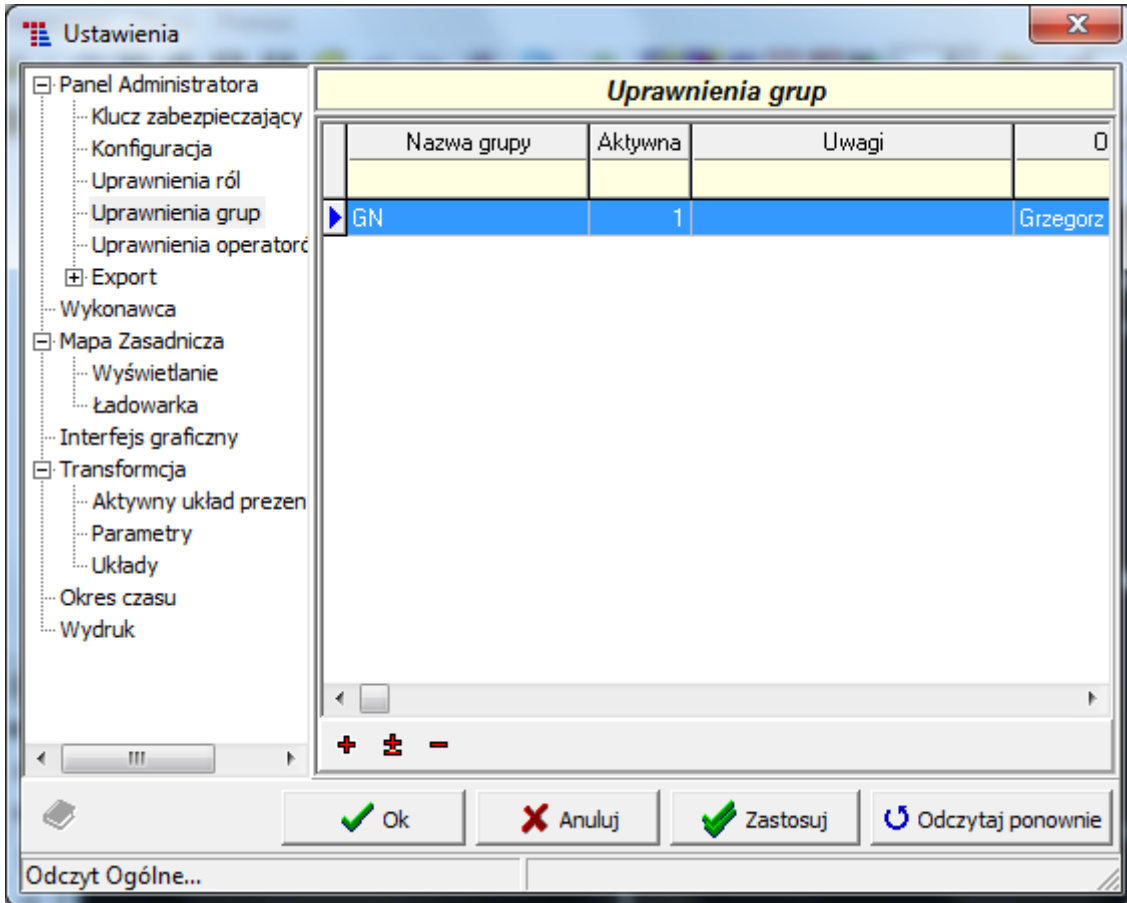 Ustawienia
Panel Administratora
Klucz zabezpieczający
Konfiguracja
Uprawnienia ról
Uprawnienia grup
Uprawnienia operatoró
Export
Wykonawca
Mapa Zasadnicza
Wyświetlanie
Ładowarka
Interfejs graficzny
Transformcja
Aktywny układ prezen
Parametry
Układy
Okres czasu
Wydruk
Uprawnienia grup
Nazwa grupy Aktywna Uwagi O
GN 1 Grzegorz
Ok Anuluj Zastosuj Odczytaj ponownie
Odczyt Ogólne...